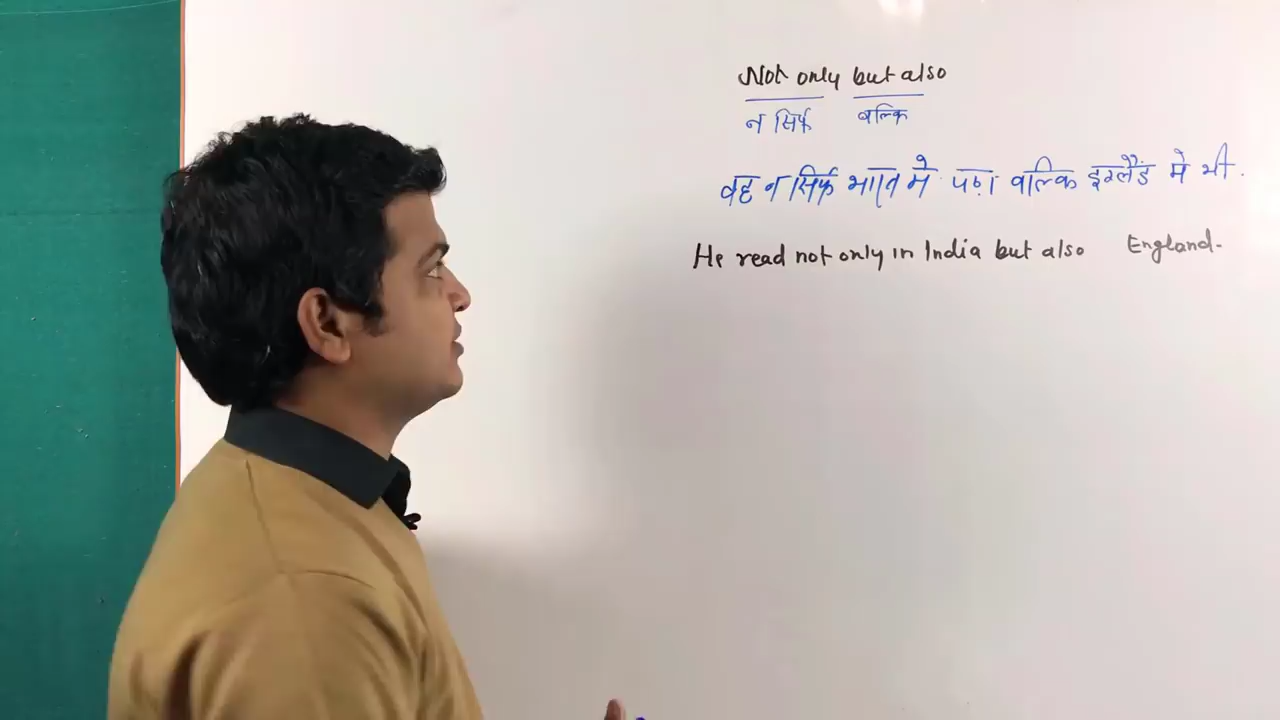 Not only but also
न सिर्फ बल्कि
वह न सिर्फ भारत मे पढ़ा बल्कि इंग्लैंड मे भी.
He read not only in India but also England.